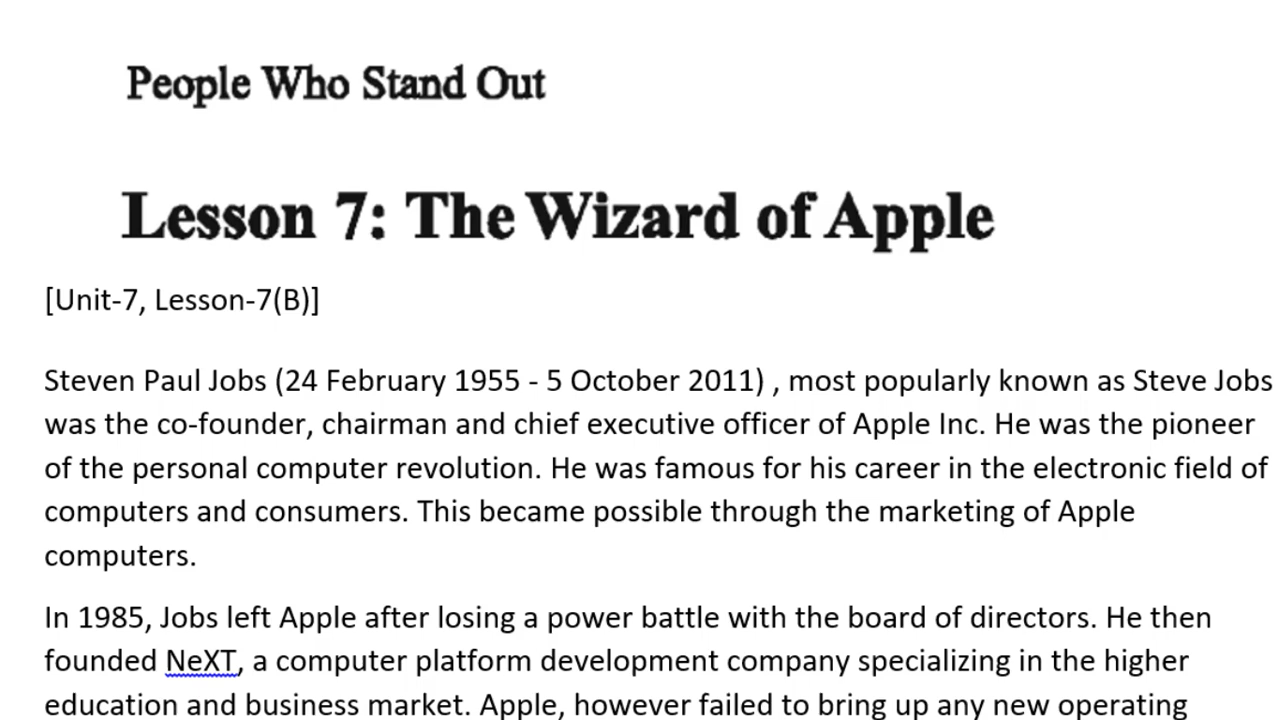 People Who Stand Out
Lesson 7: The Wizard of Apple
[Unit-7, Lesson-7(B)]
Steven Paul Jobs (24 February 1955 - 5 October 2011) , most popularly known as Steve Jobs
was the co-founder, chairman and chief executive officer of Apple Inc. He was the pioneer
of the personal computer revolution. He was famous for his career in the electronic field of
computers and consumers. This became possible through the marketing of Apple
computers.
In 1985, Jobs left Apple after losing a power battle with the board of directors. He then
founded NeXT, a computer platform development company specializing in the higher
education and business market. Apple, however failed to bring up any new operating